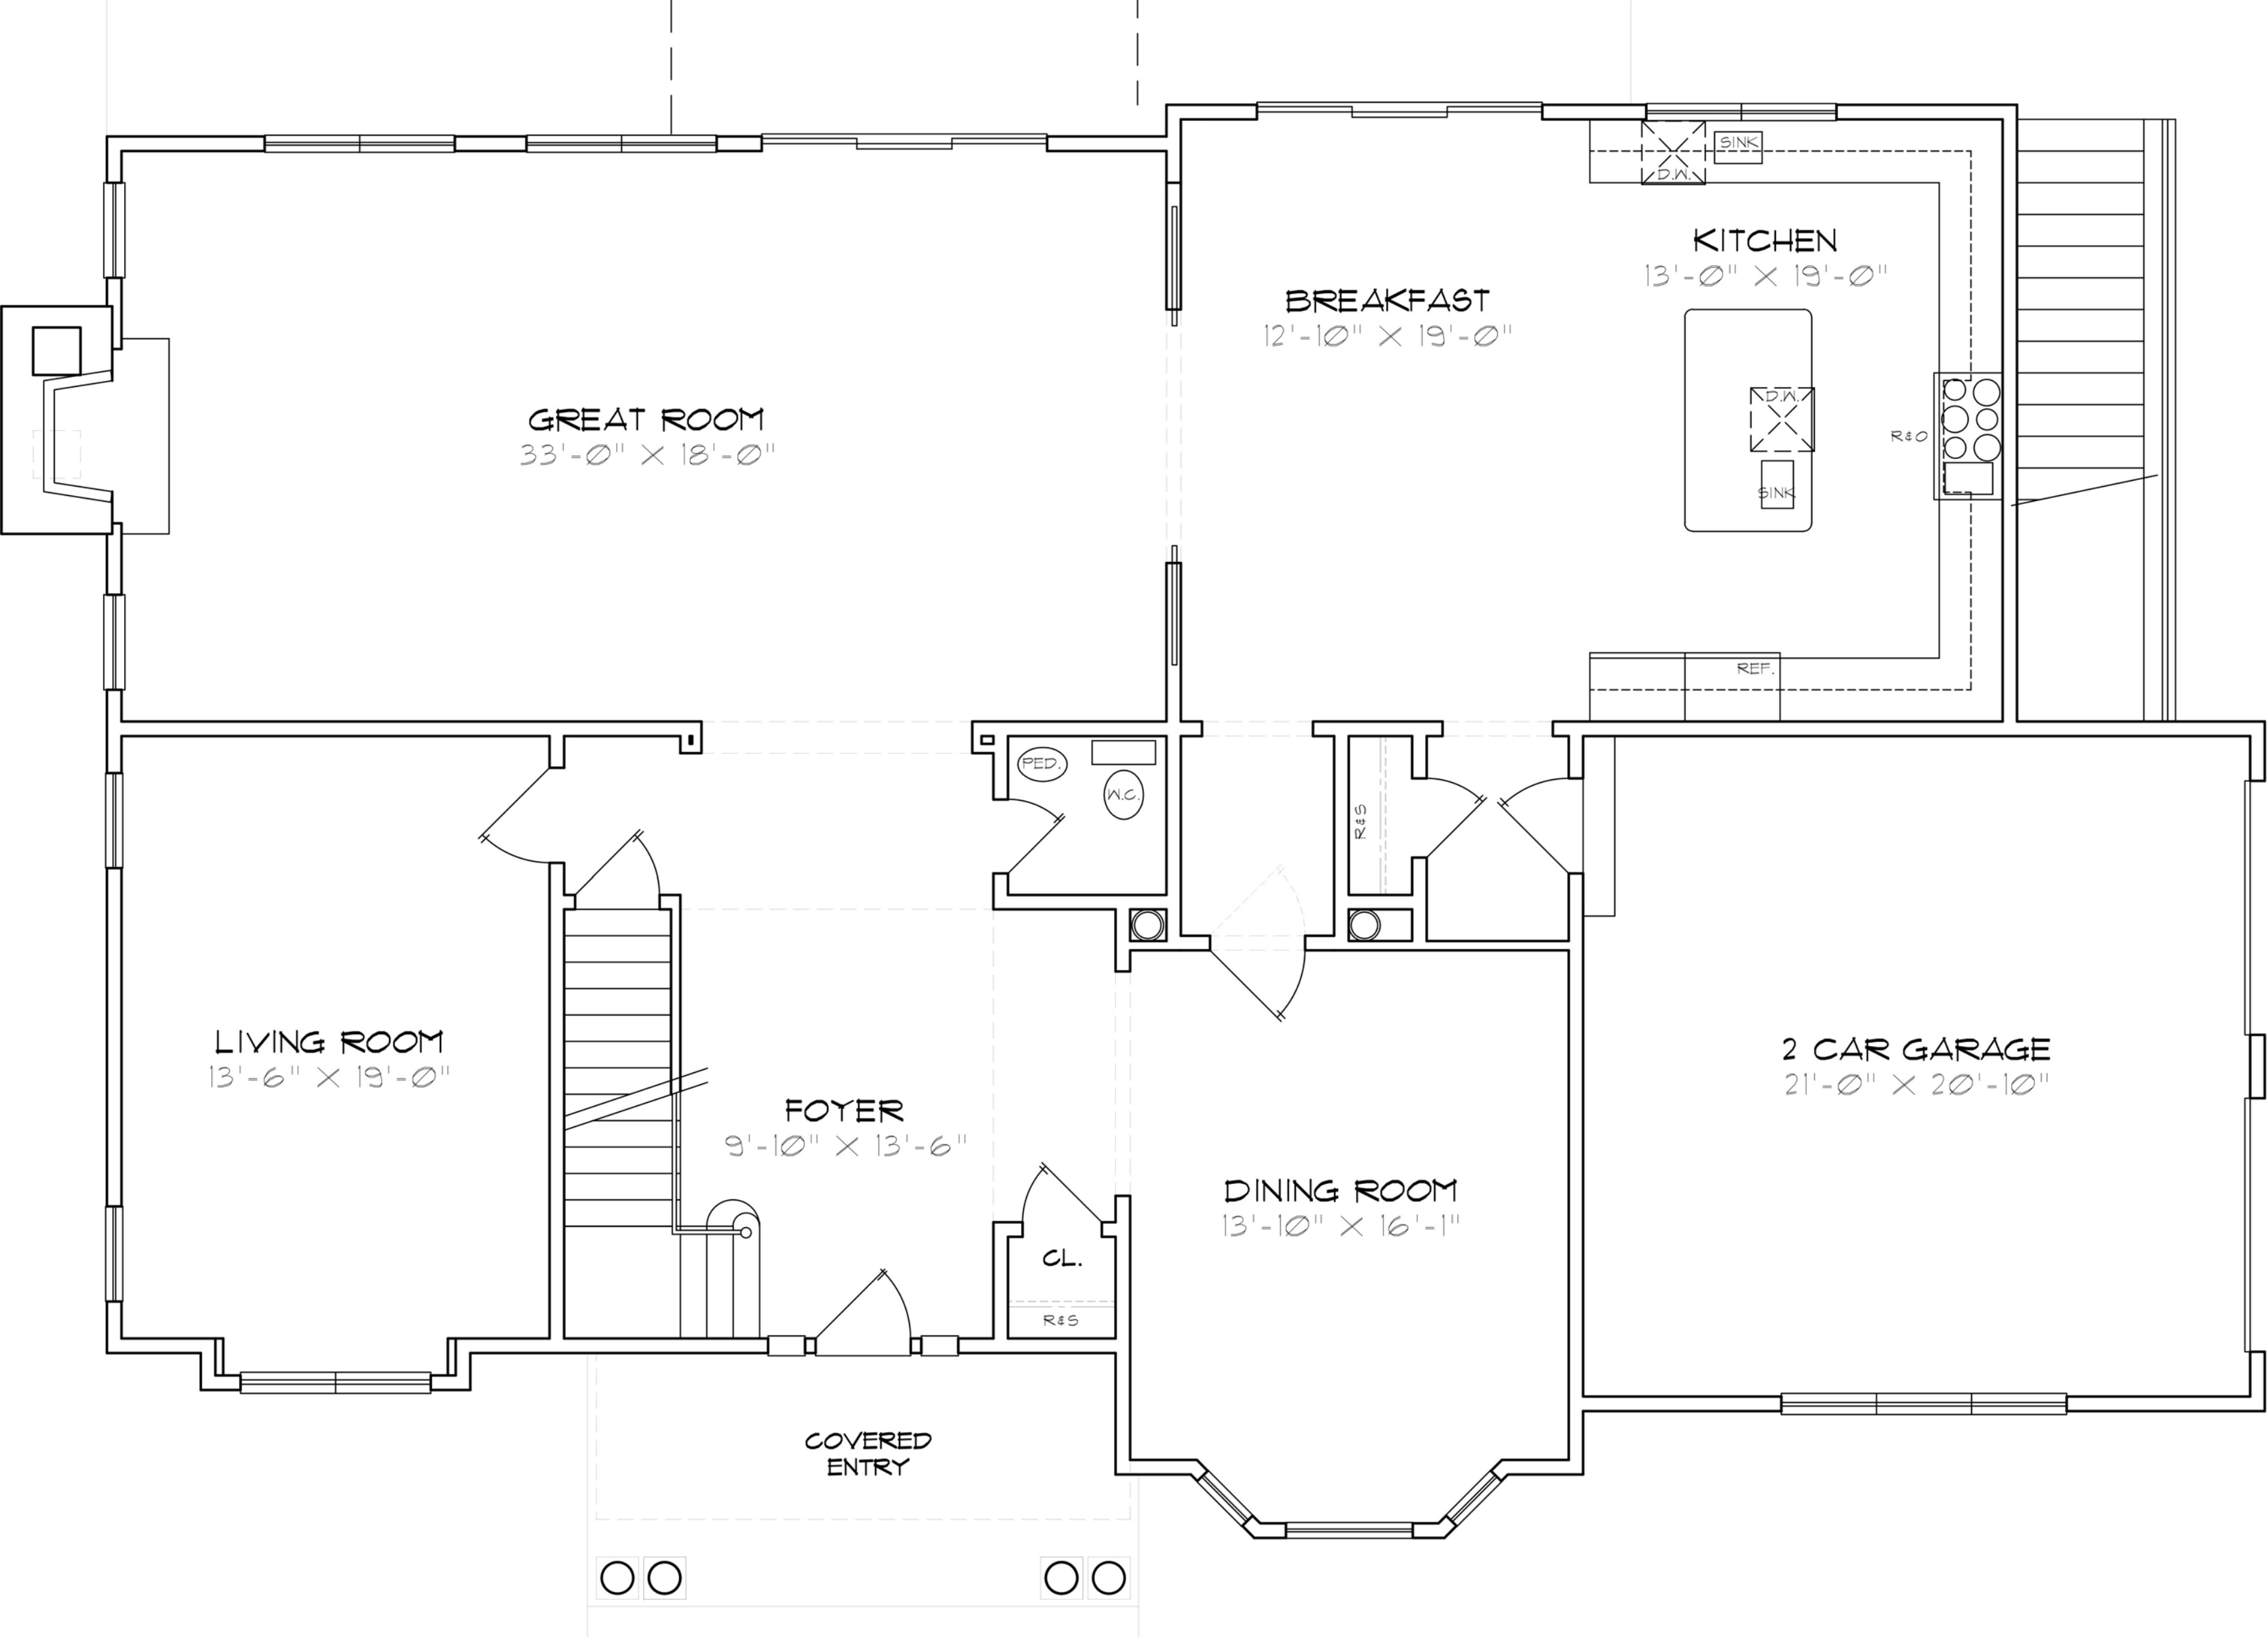 SINK
D.W.
KITCHEN
13'-0" X 19'-0"
BREAKFAST
12'-10" X 19'-0"
GREAT ROOM
33'-0" X 18'-0"
D.W.
R&O
SINK
REF.
PED.
W.C.
R&S
LIVING ROOM
13'-6" X 19'-0"
2 CAR GARAGE
21'-0" X 20'-10"
FOYER
9'-10" X 13'-6"
DINING ROOM
13'-10" X 16'-1"
CL.
R&S
COVERED
ENTRY